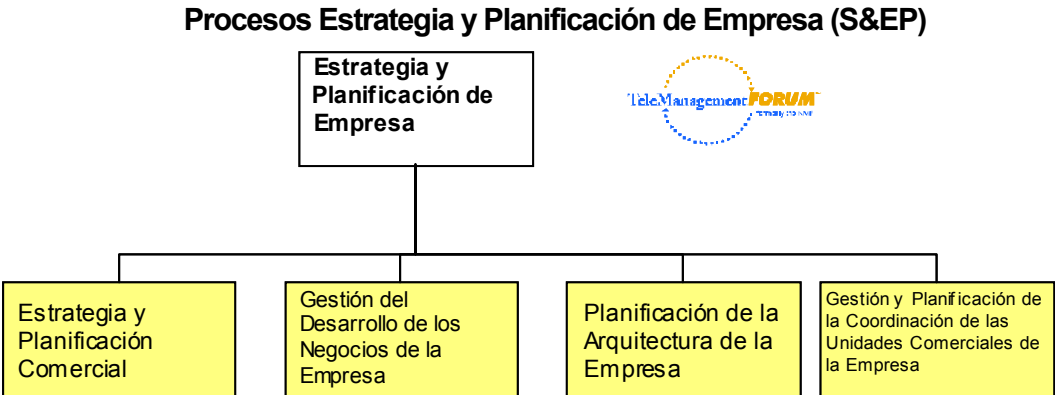 Procesos Estrategia y Planificación de Empresa (S&EP)
Estrategia y
Planificación de
Empresa
TeleManagement FORUM™
Estrategia y
Planificación
Comercial
Gestión del
Desarrollo de los
Negocios de la
Empresa
Planificación de la
Arquitectura de la
Empresa
Gestión y Planificación de
la Coordinación de las
Unidades Comerciales de
la Empresa